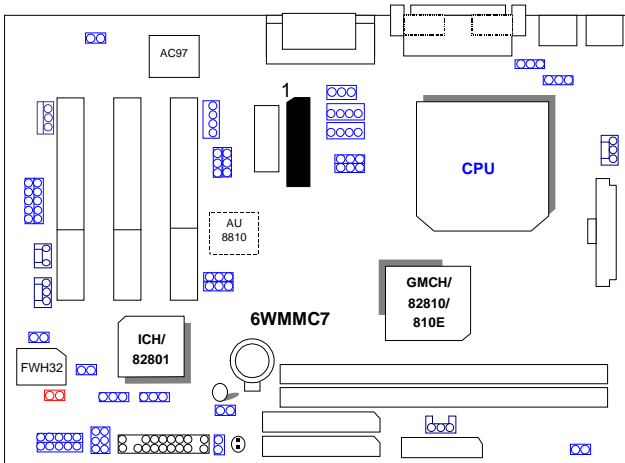 AC97
1
CPU
AU
8810
GMCH/
82810/
810E
6WMMC7
ICH/
82801
FWH32